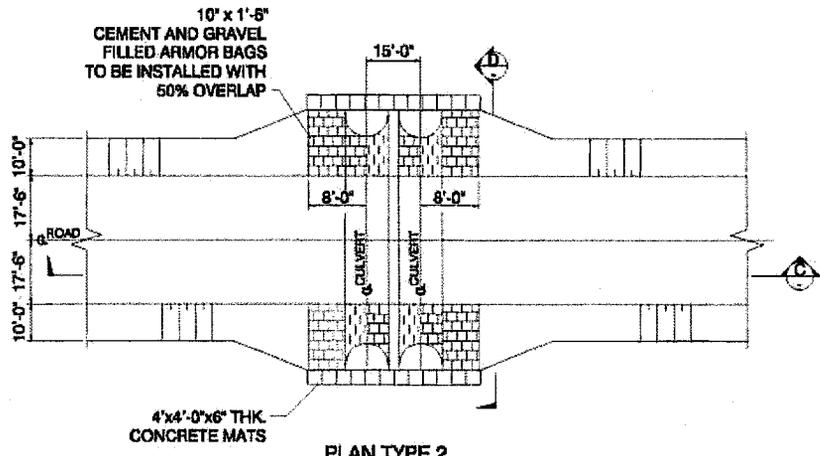 10" x 1'-6"
CEMENT AND GRAVEL
FILLED ARMOR BAGS
TO BE INSTALLED WITH
50% OVERLAP
15'-0"
D
-
10'-0"
17'-6"
8'-0"
8'-0"
℄ ROAD
℄ CULVERT
℄ CULVERT
C
-
17'-6"
10'-0"
4'x4'-0"x6" THK.
CONCRETE MATS
PLAN TYPE 2